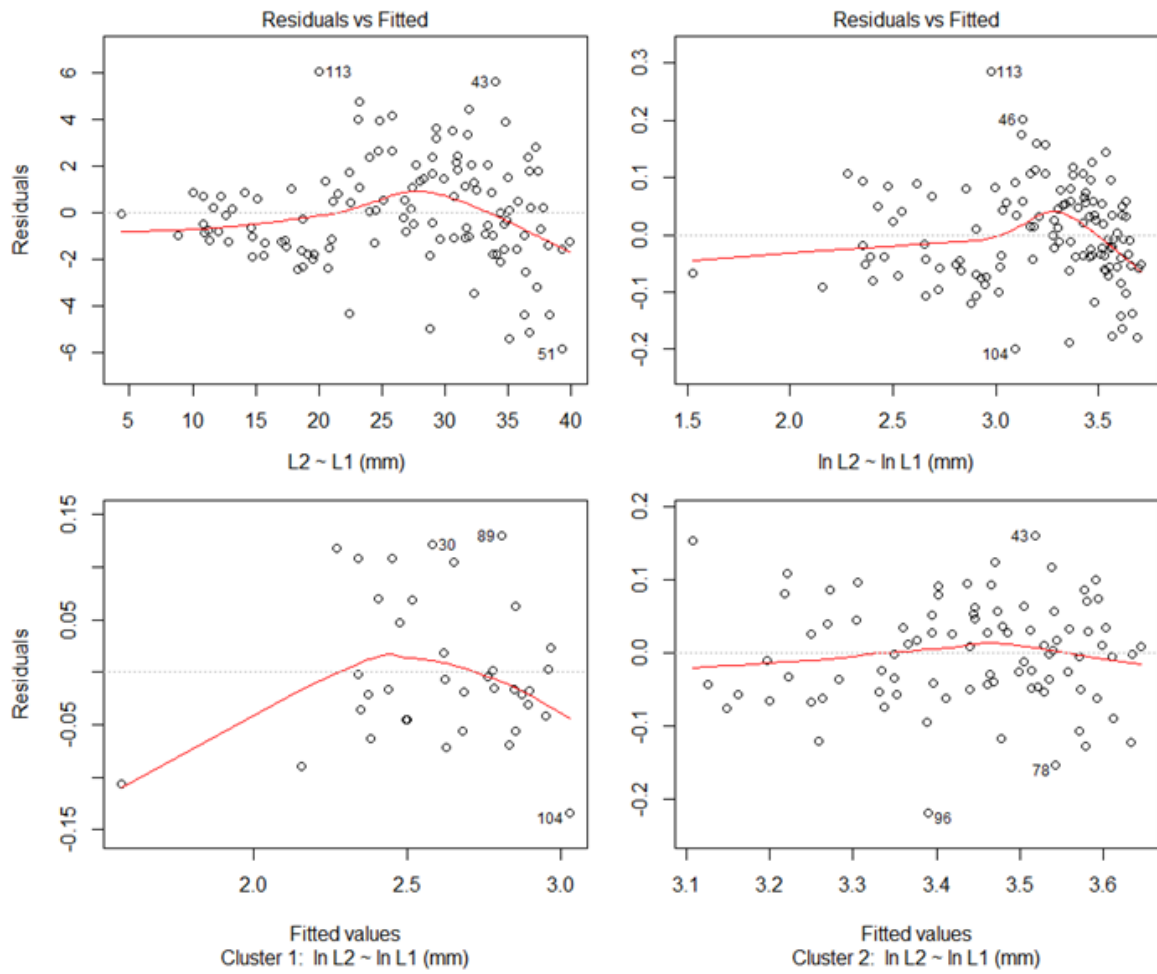 Residuals vs Fitted
Residuals
6
4
2
0
-2
-4
-6
113
43
51
5 10 15 20 25 30 35 40
L2 ~ L1 (mm)
Residuals vs Fitted
0.3
0.2
0.1
0.0
-0.1
-0.2
113
46
104
1.5 2.0 2.5 3.0 3.5
ln L2 ~ ln L1 (mm)
Residuals
0.15
0.05
-0.05
-0.15
89
30
104
2.0 2.5 3.0
Fitted values
Cluster 1: ln L2 ~ ln L1 (mm)
0.2
0.1
0.0
-0.1
-0.2
43
78
96
3.1 3.2 3.3 3.4 3.5 3.6
Fitted values
Cluster 2: ln L2 ~ ln L1 (mm)